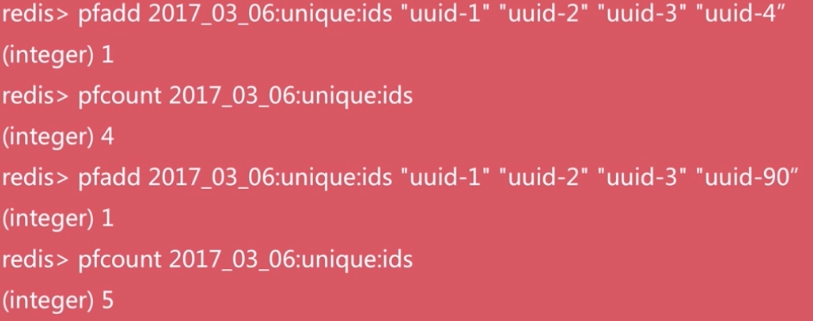 redis> pfadd 2017_03_06:unique:ids "uuid-1" "uuid-2" "uuid-3" "uuid-4”
(integer) 1
redis> pfcount 2017_03_06:unique:ids
(integer) 4
redis> pfadd 2017_03_06:unique:ids "uuid-1" "uuid-2" "uuid-3" "uuid-90”
(integer) 1
redis> pfcount 2017_03_06:unique:ids
(integer) 5